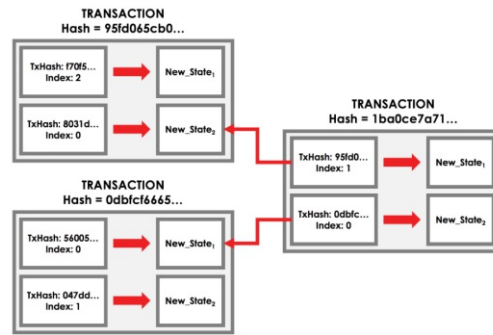 TRANSACTION
Hash = 95fd065cb0...
TxHash: f70f5...
Index: 2
New_State1
TxHash: 8031d...
Index: 0
New_State2
TRANSACTION
Hash = 0dbfcf6665...
TxHash: 56005...
Index: 0
New_State1
TxHash: 047dd...
Index: 1
New_State2
TRANSACTION
Hash = 1ba0ce7a71...
TxHash: 95fd0...
Index: 1
New_State1
TxHash: 0dbfc...
Index: 0
New_State2